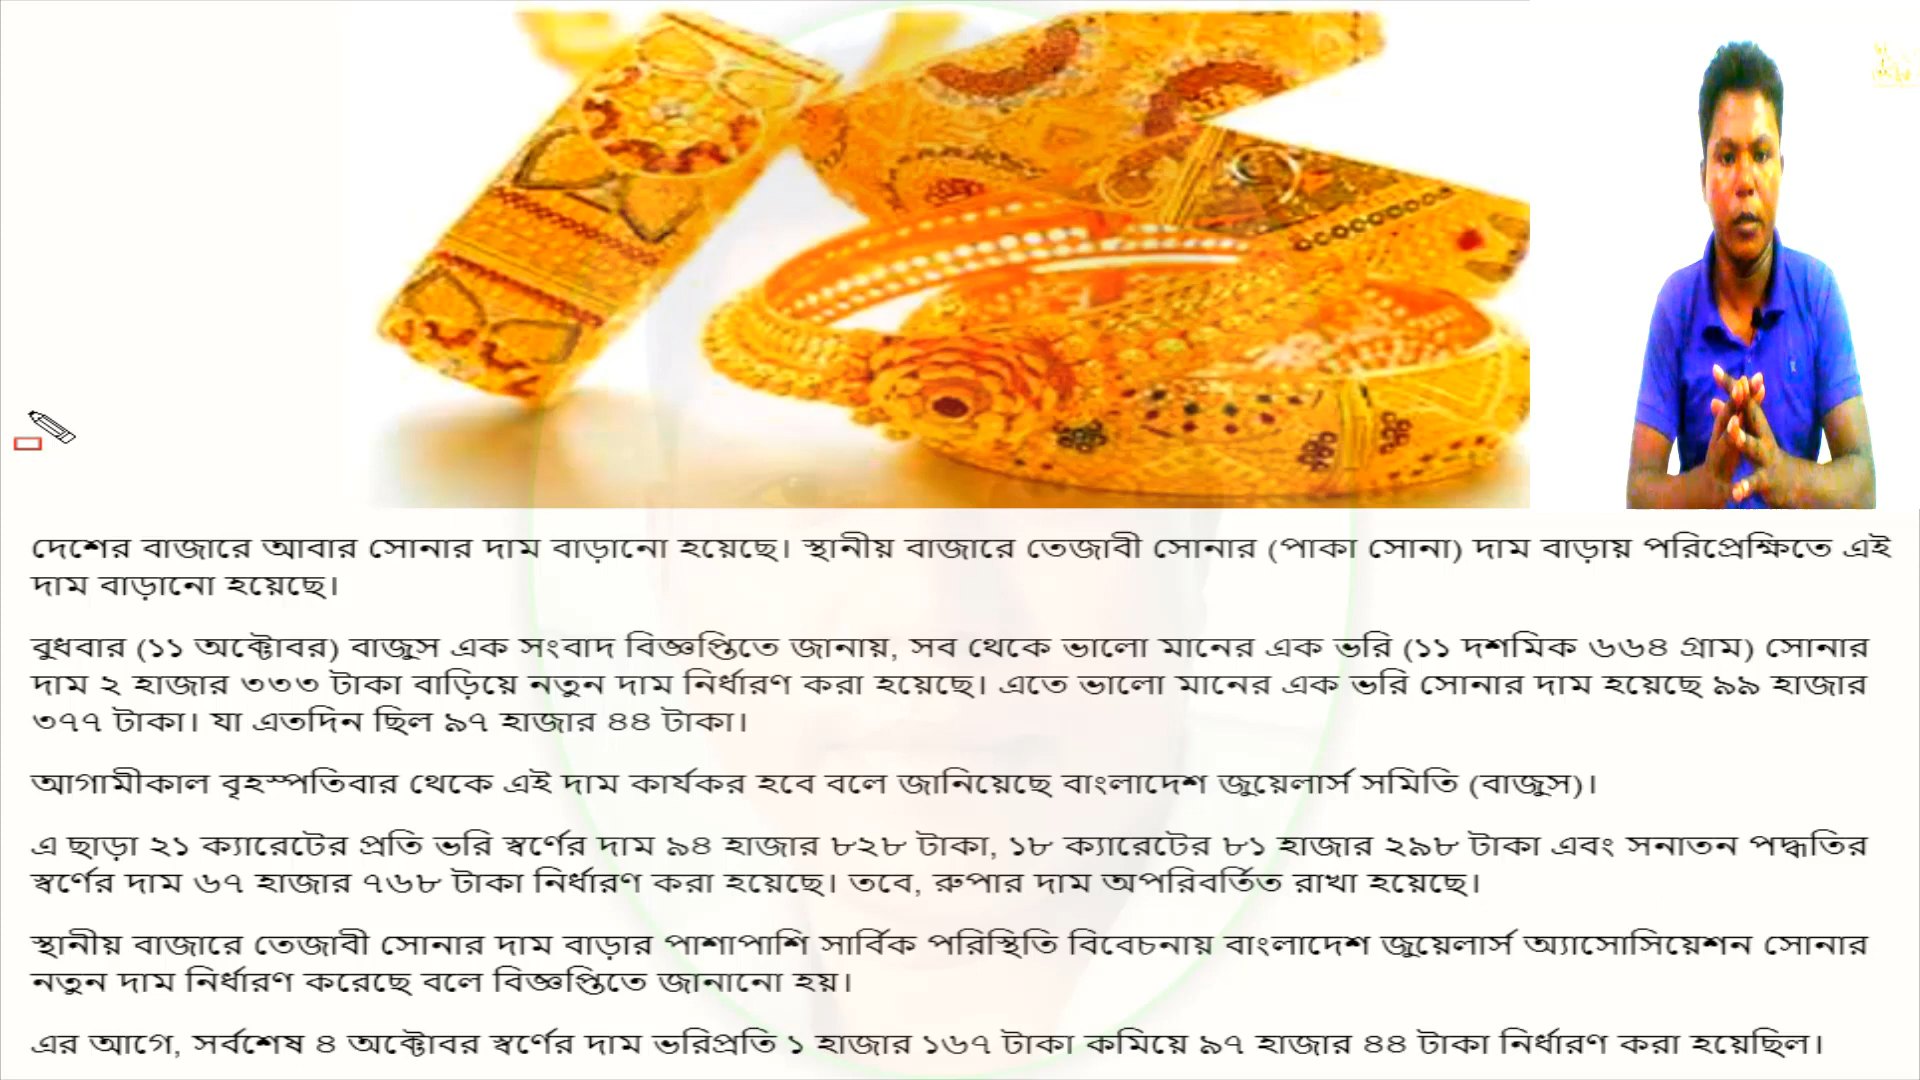 দেশের বাজারে আবার সোনার দাম বাড়ানো হয়েছে। স্থানীয় বাজারে তেজাবী সোনার (পাকা সোনা) দাম বাড়ায় পরিপ্রেক্ষিতে এই
দাম বাড়ানো হয়েছে।
বুধবার (১১ অক্টোবর) বাজুস এক সংবাদ বিজ্ঞপ্তিতে জানায়, সব থেকে ভালো মানের এক ভরি (১১ দশমিক ৬৬৪ গ্রাম) সোনার
দাম ২ হাজার ৩৩৩ টাকা বাড়িয়ে নতুন দাম নির্ধারণ করা হয়েছে। এতে ভালো মানের এক ভরি সোনার দাম হয়েছে ৯৯ হাজার
৩৭৭ টাকা। যা এতদিন ছিল ৯৭ হাজার ৪৪ টাকা।
আগামীকাল বৃহস্পতিবার থেকে এই দাম কার্যকর হবে বলে জানিয়েছে বাংলাদেশ জুয়েলার্স সমিতি (বাজুস)।
এ ছাড়া ২১ ক্যারেটের প্রতি ভরি স্বর্ণের দাম ৯৪ হাজার ৮২৮ টাকা, ১৮ ক্যারেটের ৮১ হাজার ২৯৮ টাকা এবং সনাতন পদ্ধতির
স্বর্ণের দাম ৬৭ হাজার ৭৬৮ টাকা নির্ধারণ করা হয়েছে। তবে, রুপার দাম অপরিবর্তিত রাখা হয়েছে।
স্থানীয় বাজারে তেজাবী সোনার দাম বাড়ার পাশাপাশি সার্বিক পরিস্থিতি বিবেচনায় বাংলাদেশ জুয়েলার্স অ্যাসোসিয়েশন সোনার
নতুন দাম নির্ধারণ করেছে বলে বিজ্ঞপ্তিতে জানানো হয়।
এর আগে, সর্বশেষ ৪ অক্টোবর স্বর্ণের দাম ভরিপ্রতি ১ হাজার ১৬৭ টাকা কমিয়ে ৯৭ হাজার ৪৪ টাকা নির্ধারণ করা হয়েছিল।